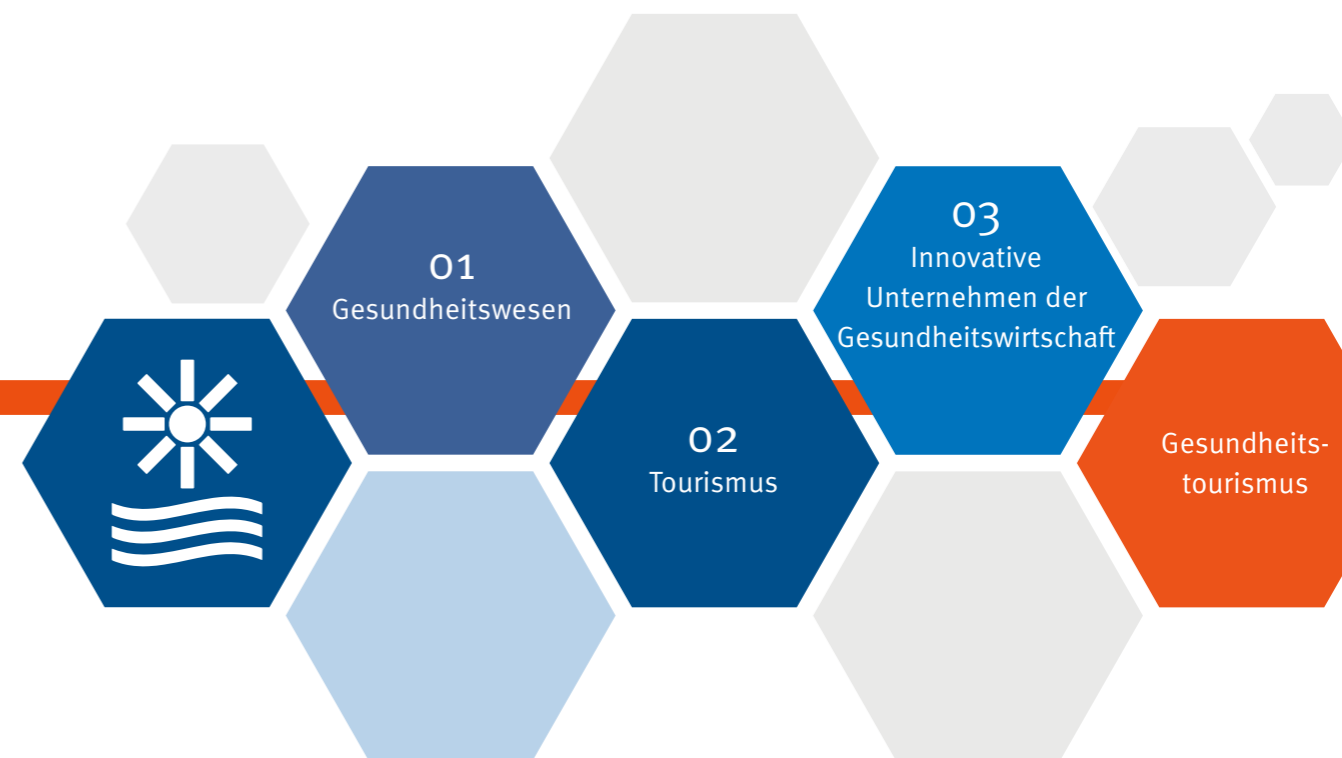 01
Gesundheitswesen
02
Tourismus
03
Innovative
Unternehmen der
Gesundheitswirtschaft
Gesundheits-
tourismus